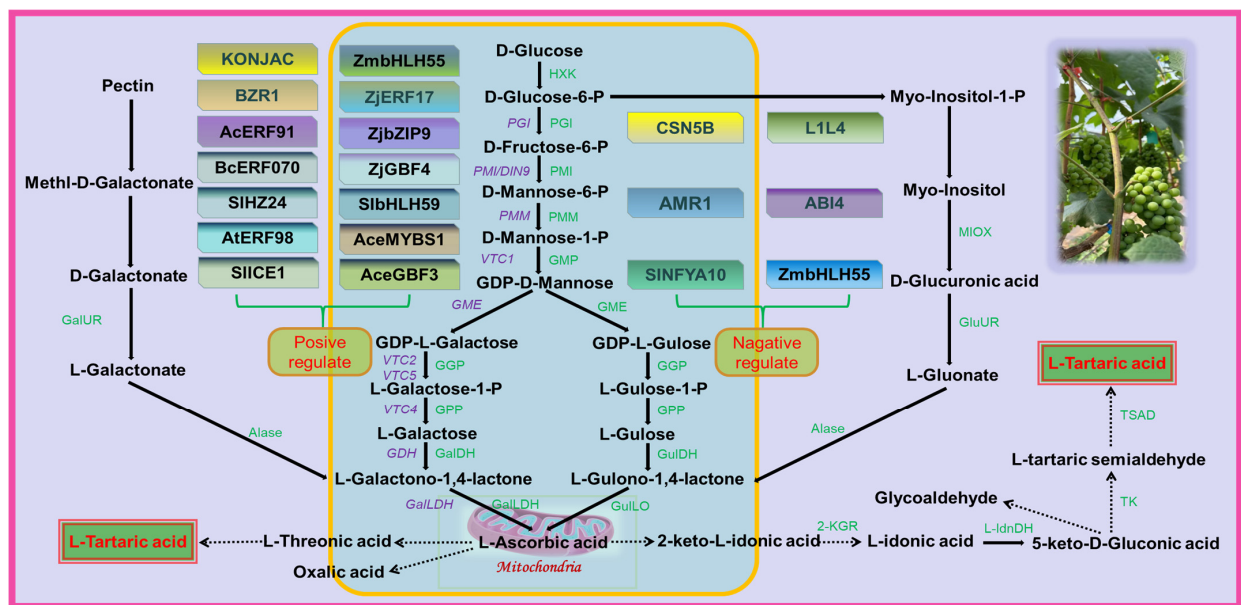 Pectin
Methl-D-Galactonate
D-Galactonate
GalUR
L-Galactonate
Alase
KONJAC
BZR1
AcERF91
BcERF070
SlHZ24
AtERF98
SlICE1
ZmbHLH55
ZjERF17
ZjbZIP9
ZjGBF4
SlbHLH59
AceMYBS1
AceGBF3
Posive
regulate
D-Glucose
HXK
D-Glucose-6-P
PGI PGI
D-Fructose-6-P
PMI/DIN9 PMI
D-Mannose-6-P
PMM PMM
D-Mannose-1-P
VTC1 GMP
GDP-D-Mannose
GME GME
GDP-L-Galactose
VTC2
VTC5
GGP
L-Galactose-1-P
VTC4 GPP
L-Galactose
GDH GalDH
L-Galactono-1,4-lactone
GalLDH GalLDH
GDP-L-Gulose
GGP
L-Gulose-1-P
GPP
L-Gulose
GulDH
L-Gulono-1,4-lactone
GulLO
CSN5B
L1L4
AMR1
ABI4
SlNFYA10
ZmbHLH55
Nagative
regulate
Myo-Inositol-1-P
Myo-Inositol
MIOX
D-Glucuronic acid
GluUR
L-Gluonate
Alase
L-Tartaric acid
TSAD
L-tartaric semialdehyde
Glycoaldehyde
TK
L-Tartaric acid
L-Threonic acid
L-Ascorbic acid
2-keto-L-idonic acid
2-KGR
L-idonic acid
L-IdnDH
5-keto-D-Gluconic acid
Oxalic acid
Mitochondria